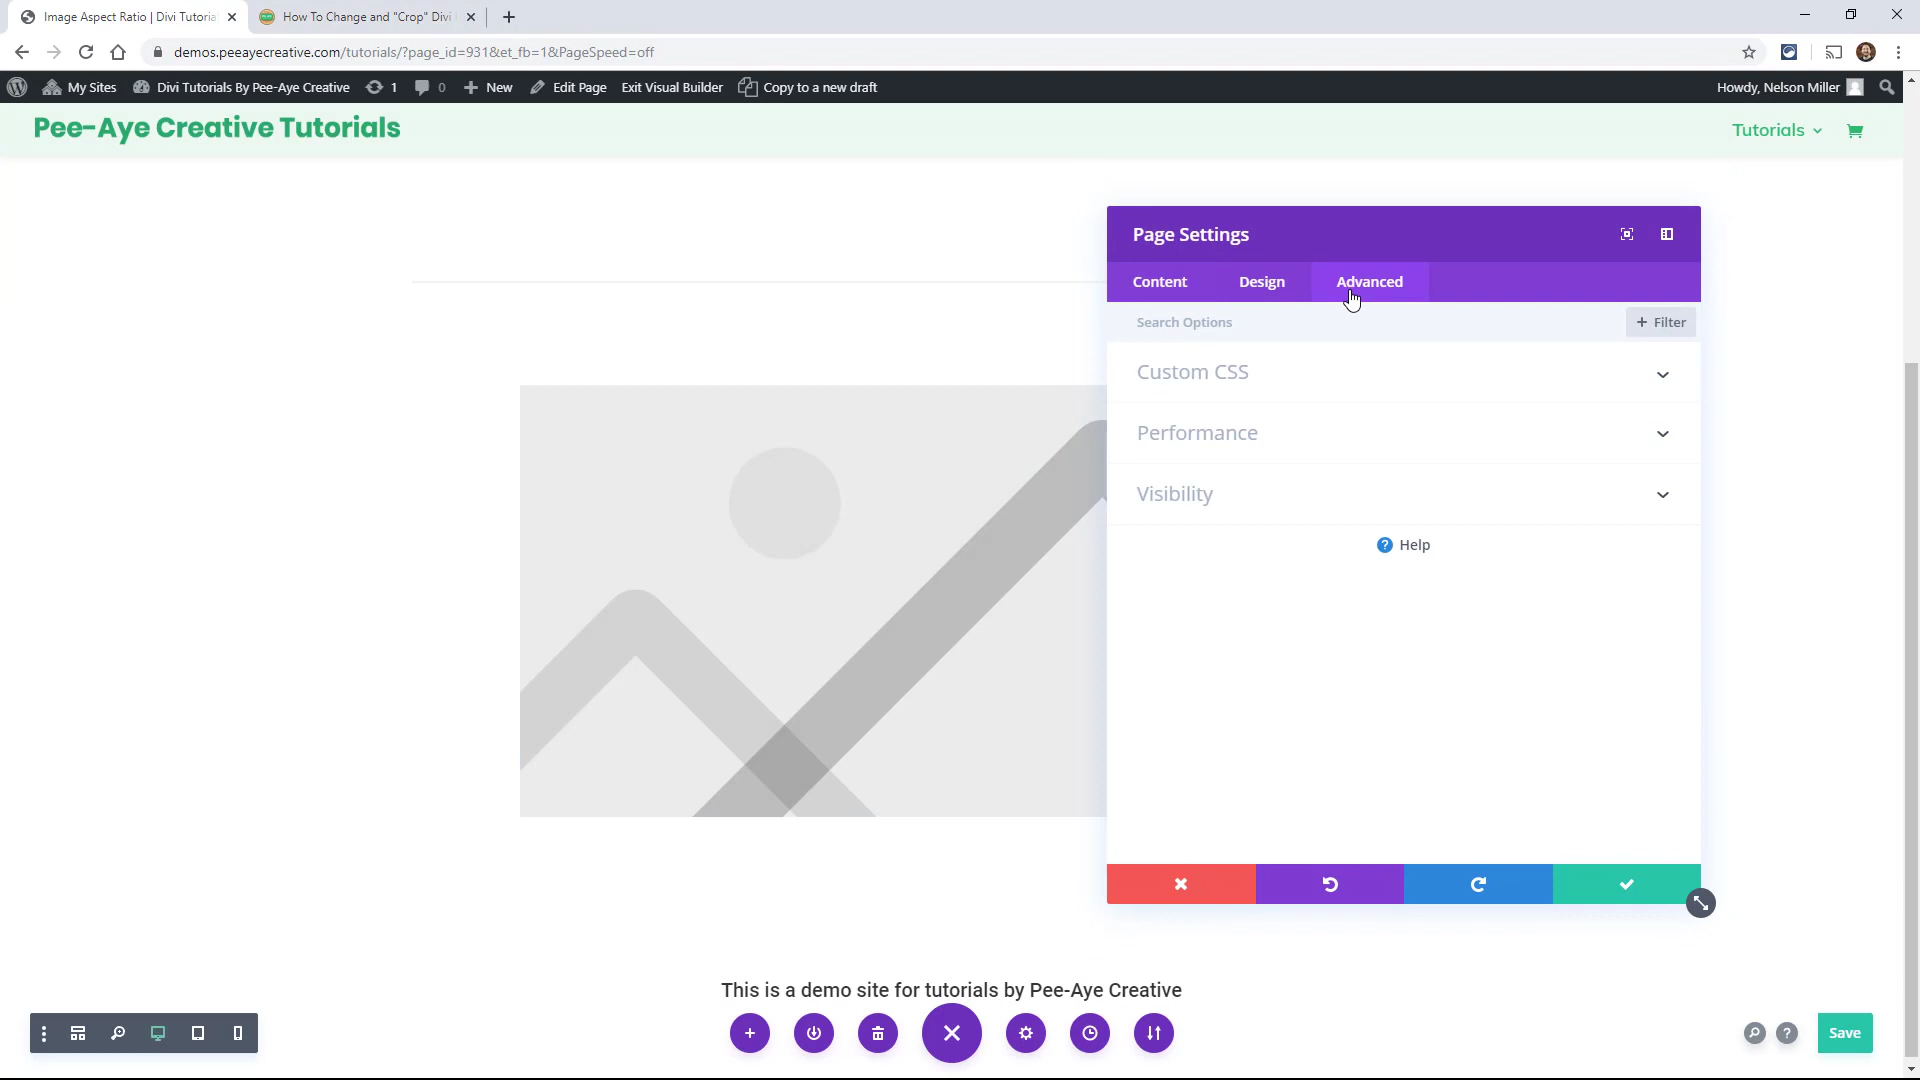 Image Aspect Ratio | Divi Tutoria
How To Change and "Crop" Divi
demos.peeayecreative.com/tutorials/?page_id=931&et_fb=1&PageSpeed=off
My Sites
Divi Tutorials By Pee-Aye Creative
1
0
New
Edit Page
Exit Visual Builder
Copy to a new draft
Howdy, Nelson Miller
Pee-Aye Creative Tutorials
Tutorials
Page Settings
Content
Design
Advanced
Search Options
+ Filter
Custom CSS
Performance
Visibility
? Help
This is a demo site for tutorials by Pee-Aye Creative
?
Save